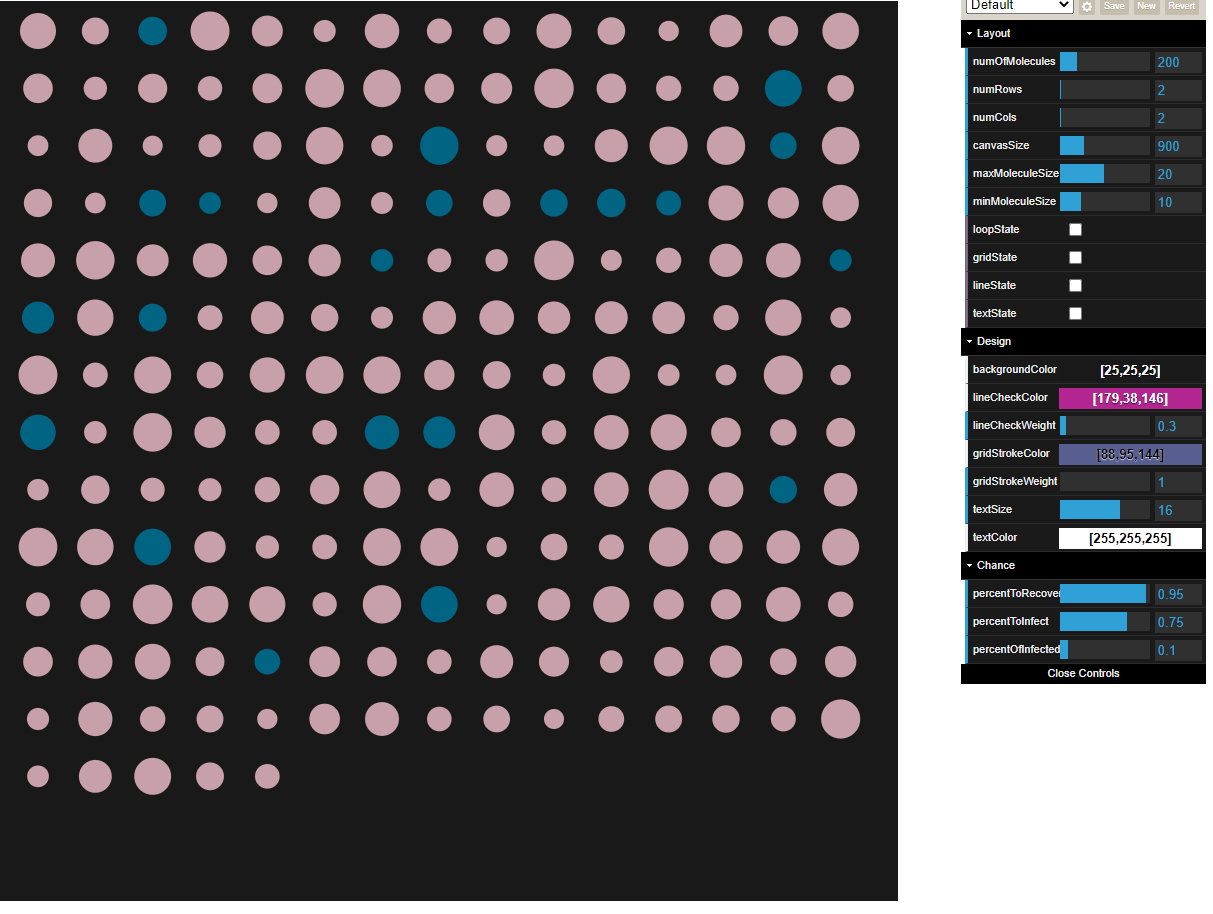 Default Save New Revert
Layout
numOfMolecules 200
numRows 2
numCols 2
canvasSize 900
maxMoleculeSize 20
minMoleculeSize 10
loopState
gridState
lineState
textState
Design
backgroundColor [25,25,25]
lineCheckColor [179,38,146]
lineCheckWeight 0.3
gridStrokeColor [88,95,144]
gridStrokeWeight 1
textSize 16
textColor [255,255,255]
Chance
percentToRecover 0.95
percentToInfect 0.75
percentOfInfected 0.1
Close Controls